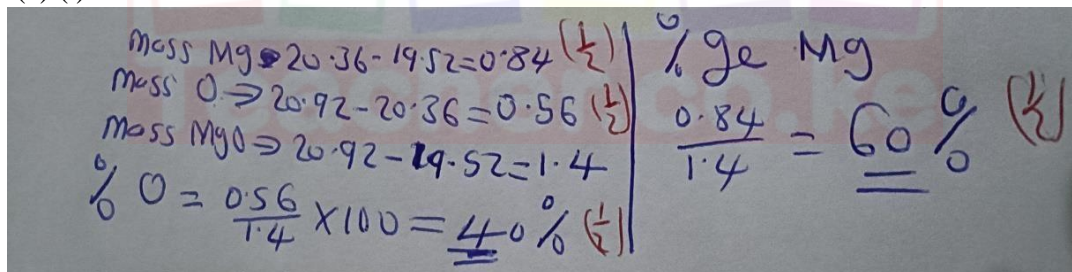 mass Mg 20.36-19.52=0.84 (½)
mass O ⇒ 20.92-20.36=0.56 (½)
mass MgO ⇒ 20.92-19.52=1.4
% O = 0.56/1.4 X100 = 40% (½)
%ge Mg
0.84/1.4 = 60% (½)